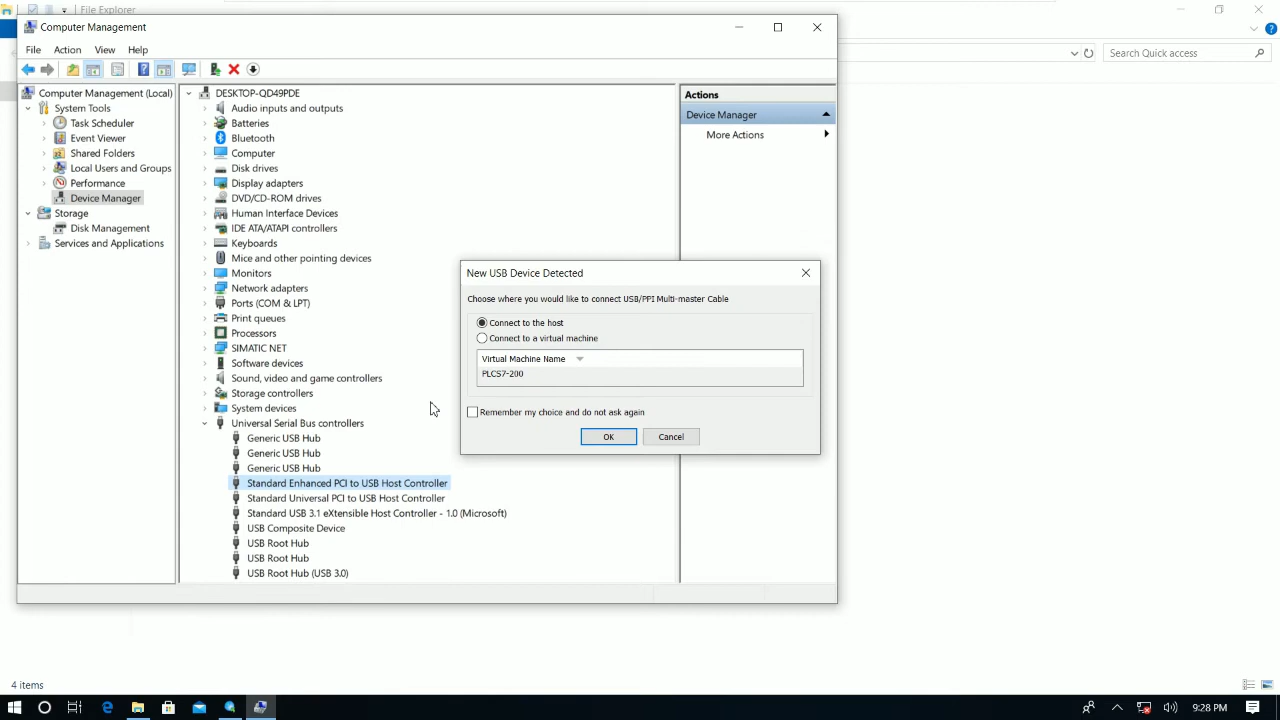 File Explorer
Computer Management
File Action View Help
Search Quick access
Computer Management (Local)
System Tools
Task Scheduler
Event Viewer
Shared Folders
Local Users and Groups
Performance
Device Manager
Storage
Disk Management
Services and Applications
DESKTOP-QD49PDE
Audio inputs and outputs
Batteries
Bluetooth
Computer
Disk drives
Display adapters
DVD/CD-ROM drives
Human Interface Devices
IDE ATA/ATAPI controllers
Keyboards
Mice and other pointing devices
Monitors
Network adapters
Ports (COM & LPT)
Print queues
Processors
SIMATIC NET
Software devices
Sound, video and game controllers
Storage controllers
System devices
Universal Serial Bus controllers
Generic USB Hub
Generic USB Hub
Generic USB Hub
Standard Enhanced PCI to USB Host Controller
Standard Universal PCI to USB Host Controller
Standard USB 3.1 eXtensible Host Controller - 1.0 (Microsoft)
USB Composite Device
USB Root Hub
USB Root Hub
USB Root Hub (USB 3.0)
Actions
Device Manager
More Actions
New USB Device Detected
Choose where you would like to connect USB/PPI Multi-master Cable
Connect to the host
Connect to a virtual machine
Virtual Machine Name
PLCS7-200
Remember my choice and do not ask again
OK Cancel
4 items
9:28 PM